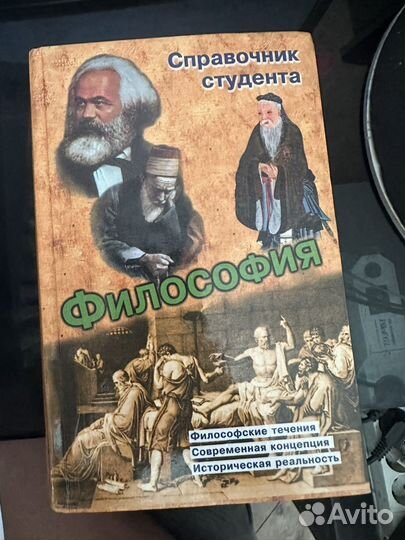 Справочник
студента
Философия
Философские течения
Современная концепция
Историческая реальность
Avito